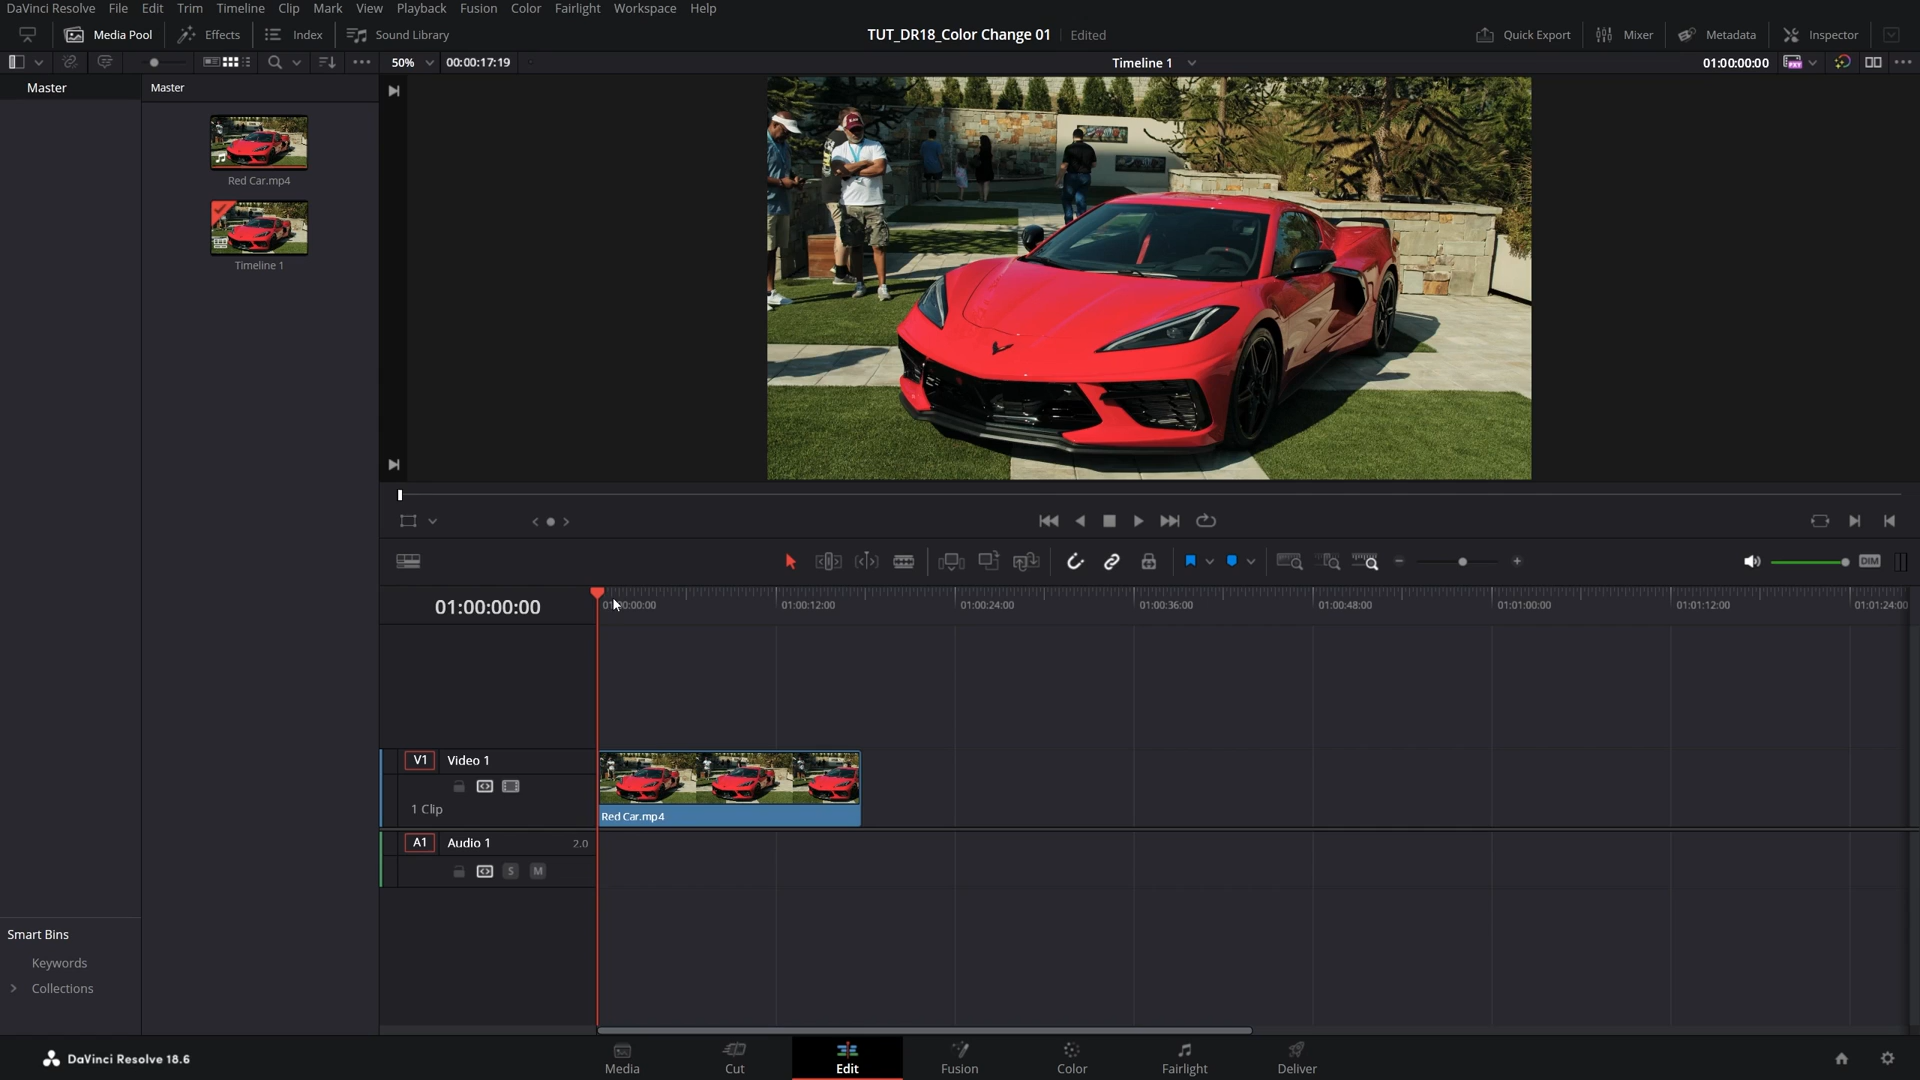 DaVinci Resolve File Edit Trim Timeline Clip Mark View Playback Fusion Color Fairlight Workspace Help
Media Pool Effects Index Sound Library TUT_DR18_Color Change 01 Edited Quick Export Mixer Metadata Inspector
50% 00:00:17:19 Timeline 1 01:00:00:00
Master
Master
Red Car.mp4
Timeline 1
DIM
01:00:00:00
01:00:12:00 01:00:24:00 01:00:36:00 01:00:48:00 01:01:00:00 01:01:12:00 01:01:24:00
V1 Video 1
1 Clip
Red Car.mp4
A1 Audio 1 2.0
S M
Smart Bins
Keywords
Collections
DaVinci Resolve 18.6
Media Cut Edit Fusion Color Fairlight Deliver